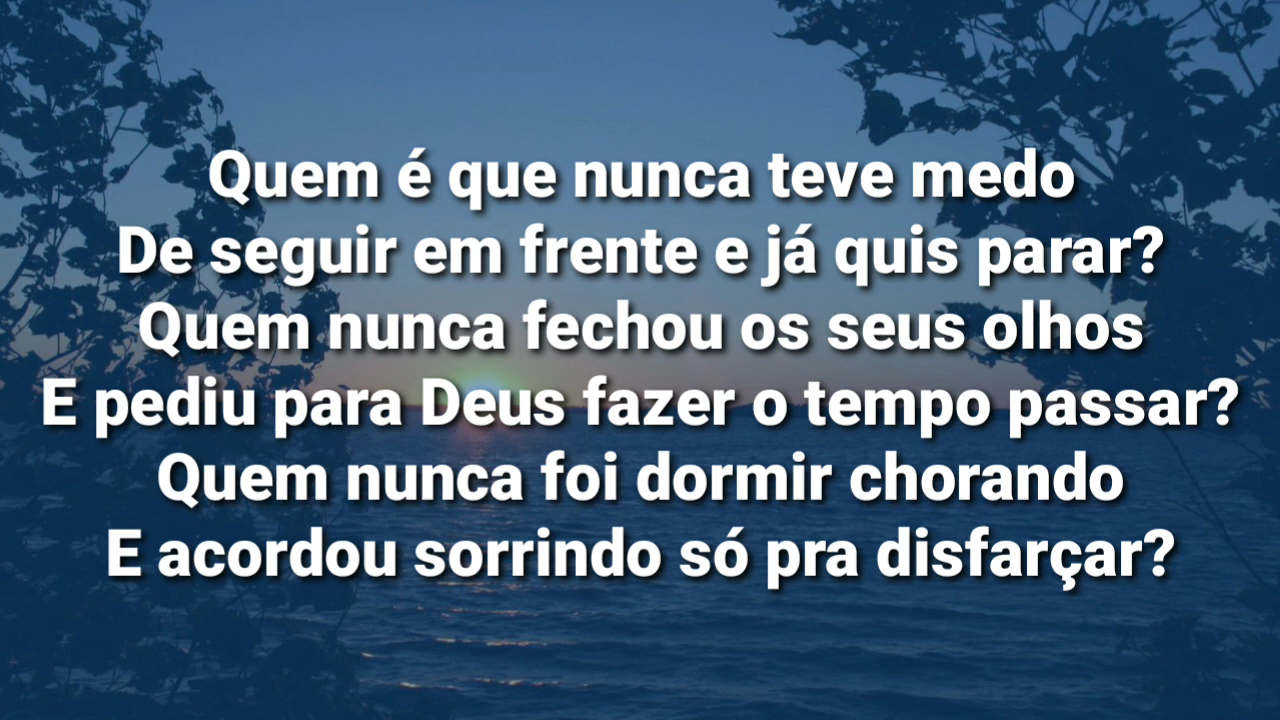 Quem é que nunca teve medo
De seguir em frente e já quis parar?
Quem nunca fechou os seus olhos
E pediu para Deus fazer o tempo passar?
Quem nunca foi dormir chorando
E acordou sorrindo só pra disfarçar?